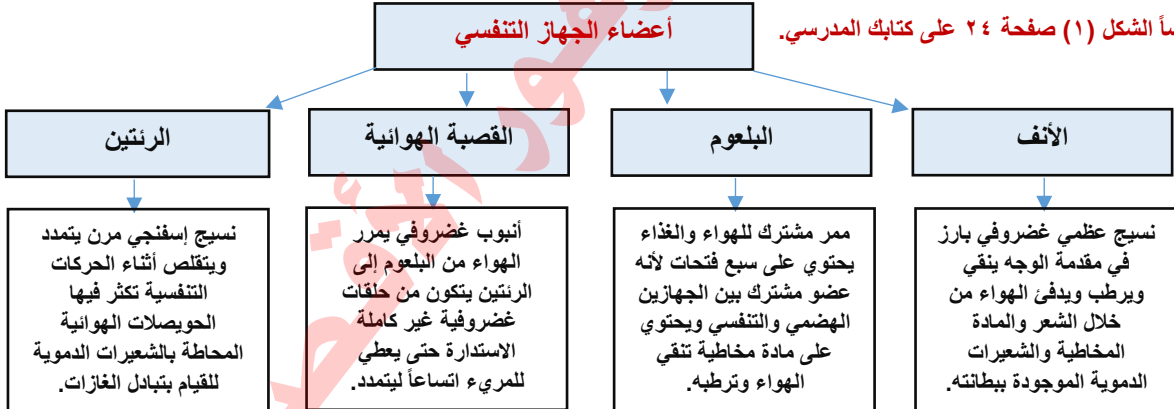 الشكل (١) صفحة ٢٤ على كتابك المدرسي.
أعضاء الجهاز التنفسي
الأنف
نسيج عظمي غضروفي بارز
في مقدمة الوجه ينقي
ويرطب ويدفئ الهواء من
خلال الشعر والمادة
المخاطية والشعيرات
الدموية الموجودة ببطانته.
البلعوم
ممر مشترك للهواء والغذاء
يحتوي على سبع فتحات لأنه
عضو مشترك بين الجهازين
الهضمي والتنفسي ويحتوي
على مادة مخاطية تنقي
الهواء وترطبه.
القصبة الهوائية
أنبوب غضروفي يمرر
الهواء من البلعوم إلى
الرئتين يتكون من حلقات
غضروفية غير كاملة
الاستدارة حتى يعطي
للمريء اتساعاً ليتمدد.
الرئتين
نسيج إسفنجي مرن يتمدد
ويتقلص أثناء الحركات
التنفسية تكثر فيها
الحويصلات الهوائية
المحاطة بالشعيرات الدموية
للقيام بتبادل الغازات.